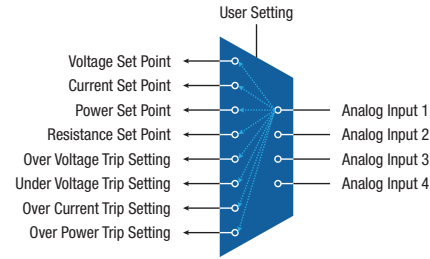 User Setting
Voltage Set Point
Current Set Point
Power Set Point
Analog Input 1
Resistance Set Point
Analog Input 2
Over Voltage Trip Setting
Analog Input 3
Under Voltage Trip Setting
Analog Input 4
Over Current Trip Setting
Over Power Trip Setting